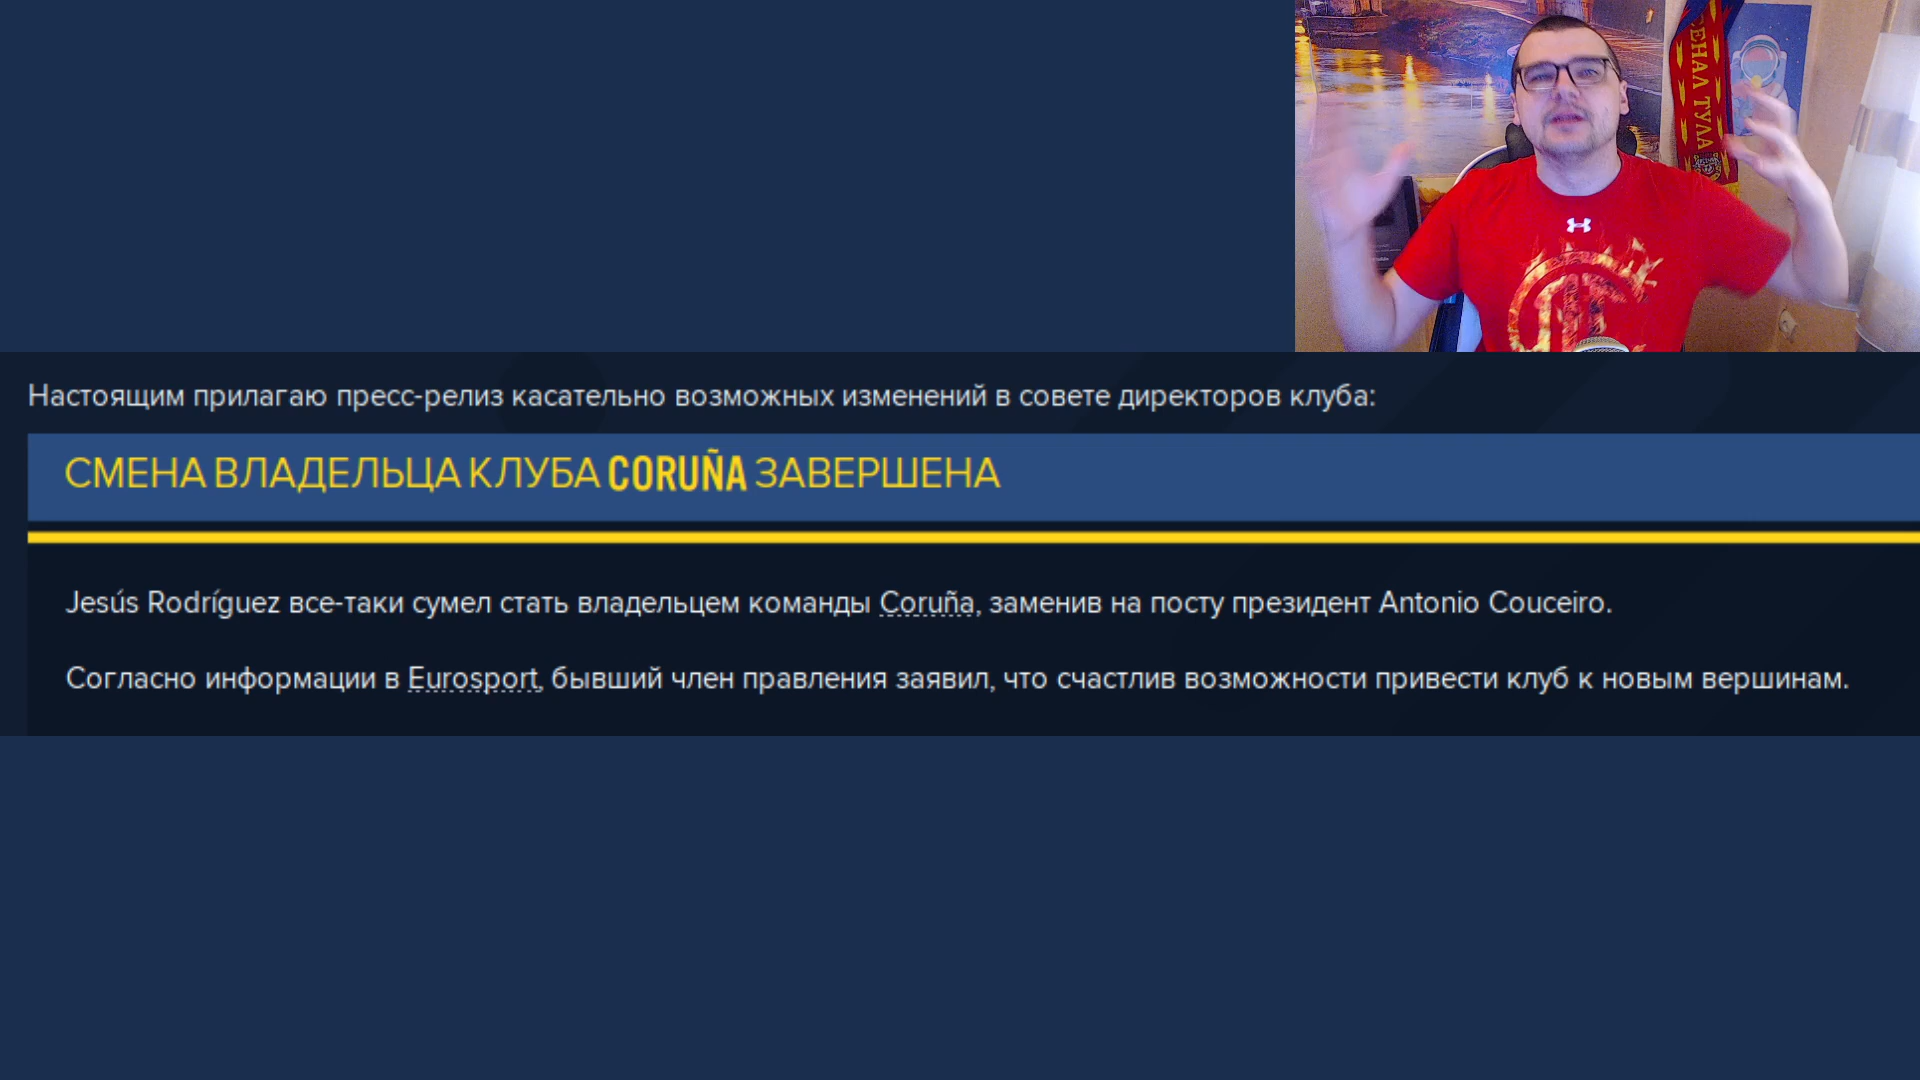 ЕНАЛ ТУЛА
Настоящим прилагаю пресс-релиз касательно возможных изменений в совете директоров клуба:
СМЕНА ВЛАДЕЛЬЦА КЛУБА CORUÑA ЗАВЕРШЕНА
Jesús Rodríguez все-таки сумел стать владельцем команды Coruña, заменив на посту президент Antonio Couceiro.
Согласно информации в Eurosport, бывший член правления заявил, что счастлив возможности привести клуб к новым вершинам.